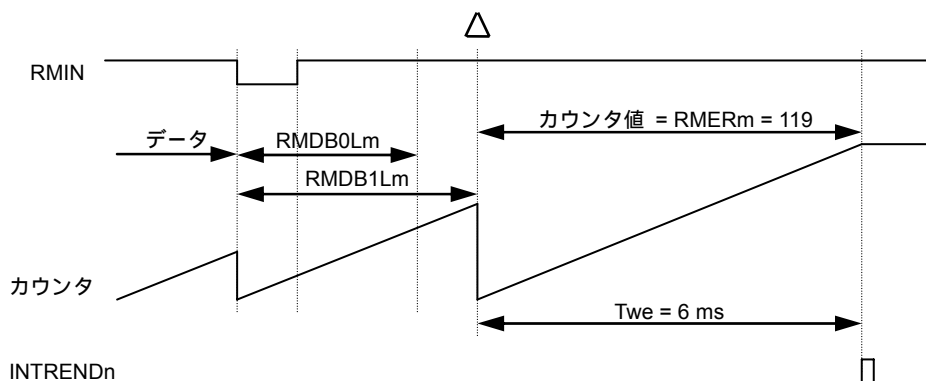 RMIN
カウンタ値 = RMERm = 119
データ
RMDB0Lm
RMDB1Lm
カウンタ
Twe = 6 ms
INTRENDn